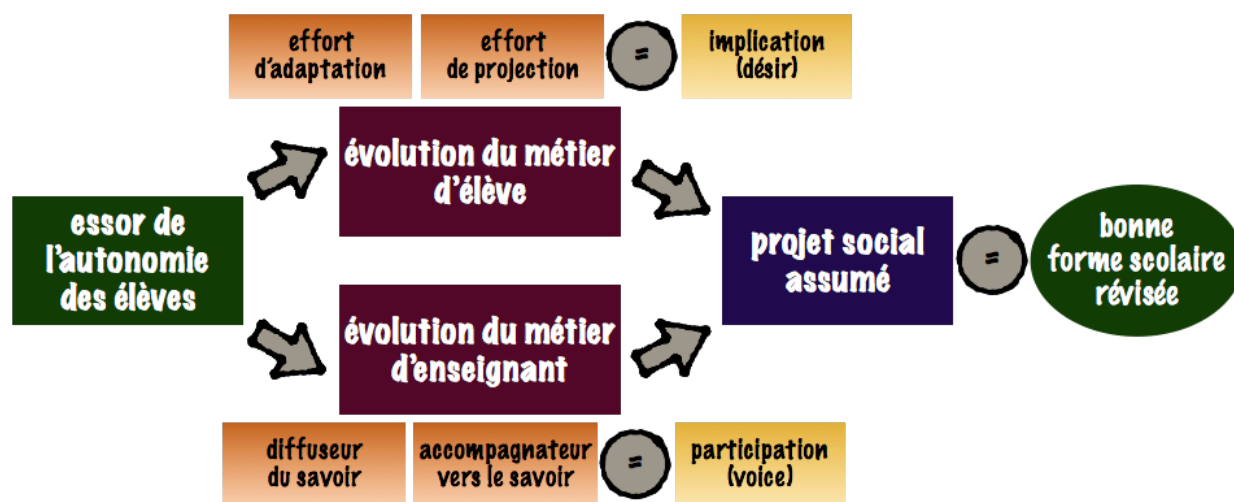 effort
d'adaptation
effort
de projection
=
implication
(désir)
évolution du métier
d'élève
essor de
l'autonomie
des élèves
projet social
assumé
=
bonne
forme scolaire
révisée
évolution du métier
d'enseignant
diffuseur
du savoir
accompagnateur
vers le savoir
=
participation
(voice)